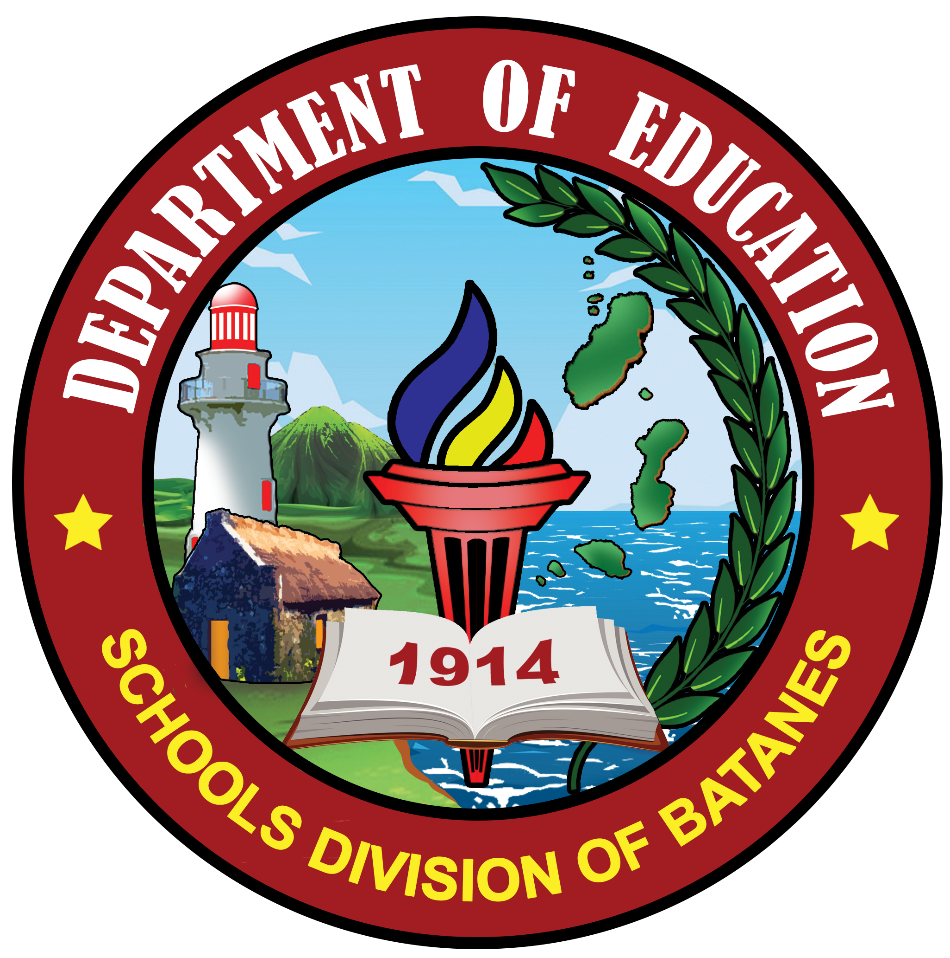 DEPARTMENT OF EDUCATION
1914
SCHOOLS DIVISION OF BATANES